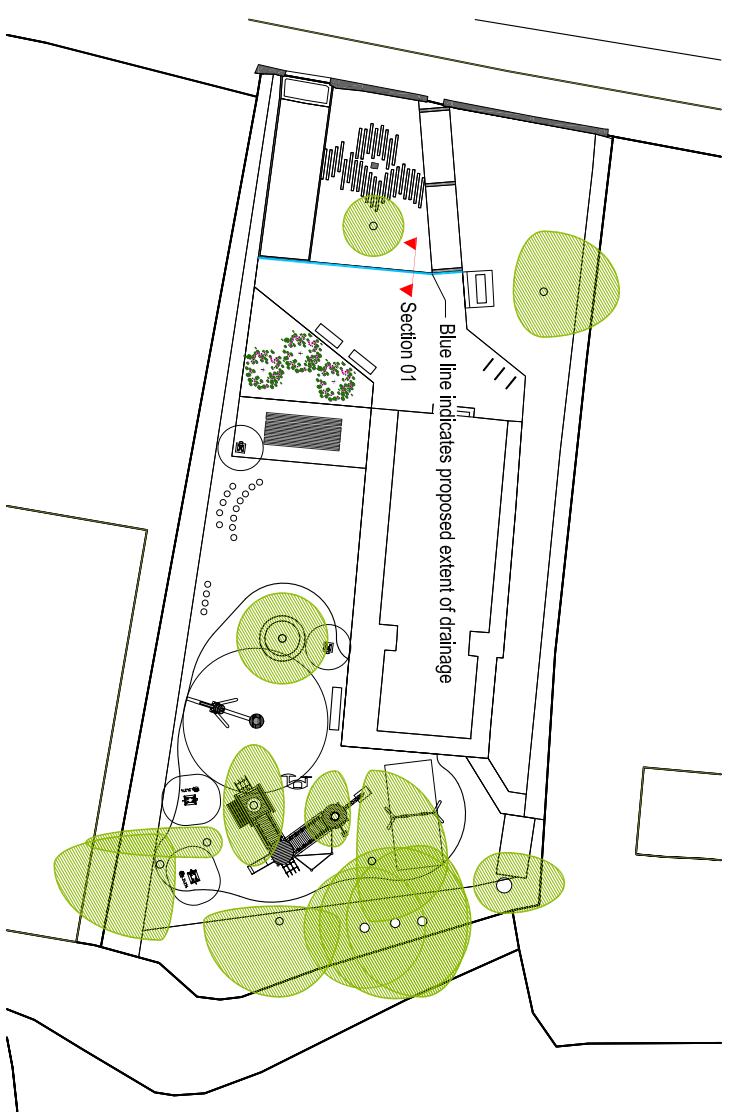 Section 01
Blue line indicates proposed extent of drainage